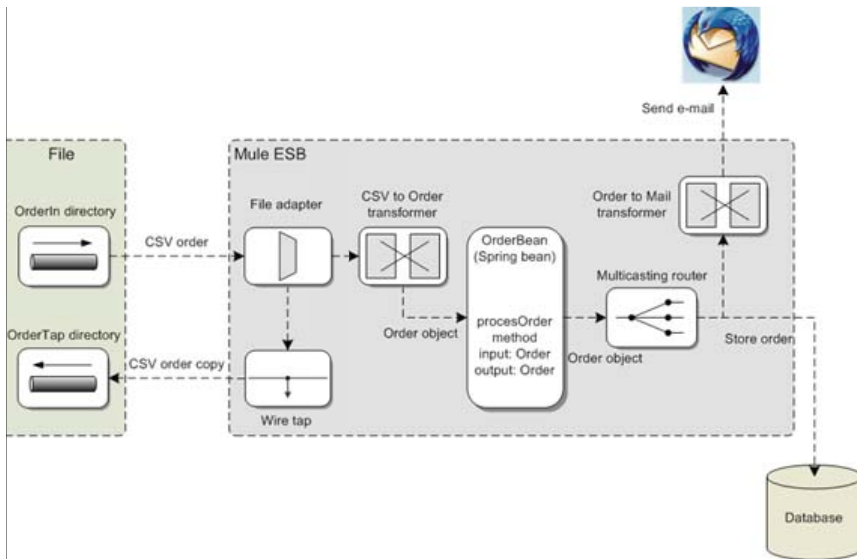 Send e-mail
File
Mule ESB
OrderIn directory
CSV order
File adapter
CSV to Order
transformer
Order to Mail
transformer
OrderBean
(Spring bean)
Multicasting router
procesOrder
method
input: Order
output: Order
Order object
Order object
Store order
OrderTap directory
CSV order copy
Wire tap
Database